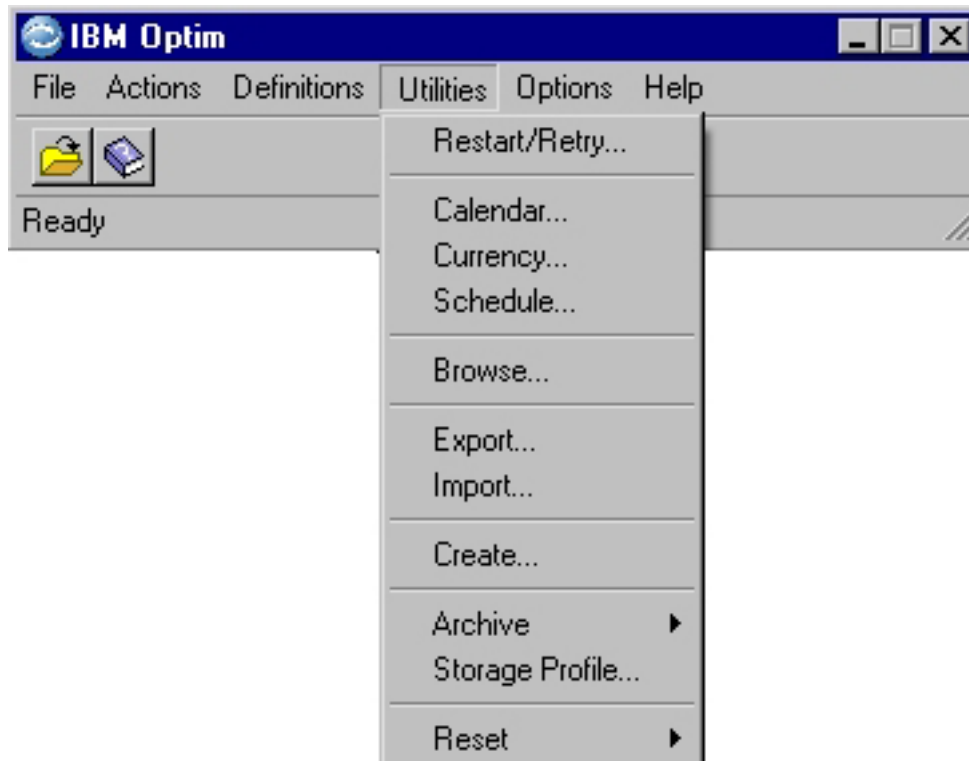 IBM Optim
File Actions Definitions Utilities Options Help
Restart/Retry...
Ready
Calendar...
Currency...
Schedule...
Browse...
Export...
Import...
Create...
Archive
Storage Profile...
Reset